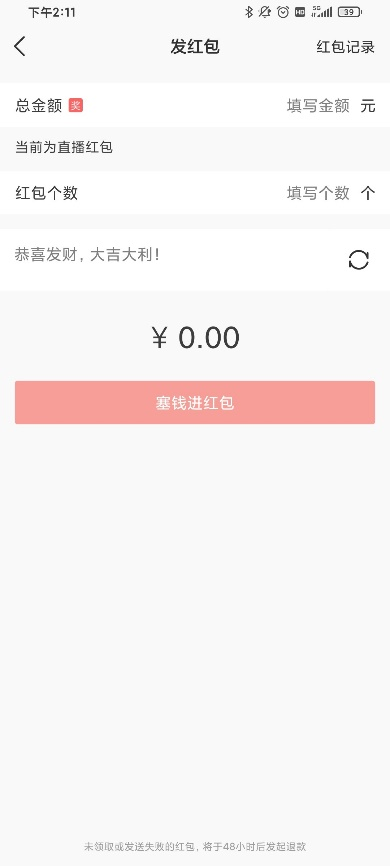 下午2:11
HD 5G 39
发红包 红包记录
总金额 奖 填写金额 元
当前为直播红包
红包个数 填写个数 个
恭喜发财，大吉大利！
￥ 0.00
塞钱进红包
未领取或发送失败的红包，将于48小时后发起退款